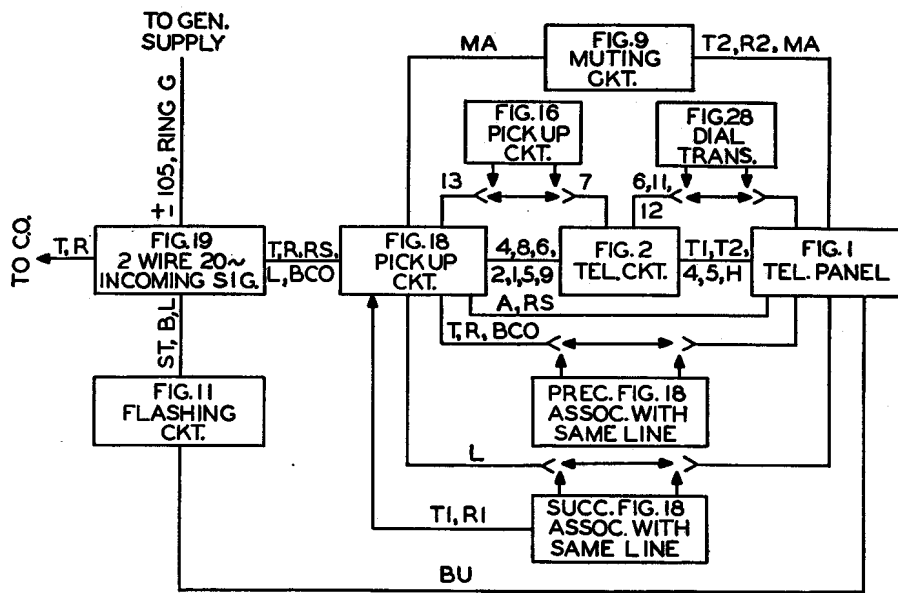 TO GEN.
SUPPLY
± 105, RING G
MA
FIG.9
MUTING
CKT.
T2, R2, MA
FIG.16
PICK UP
CKT.
FIG.28
DIAL
TRANS.
13
7
6,11,
12
TO C.O.
T, R
FIG.19
2 WIRE 20~
INCOMING SIG.
T,R,RS,
L, BCO
FIG.18
PICK UP
CKT.
4,8,6,
2,1,5,9
FIG. 2
TEL. CKT.
T1, T2,
4,5,H
FIG. 1
TEL. PANEL
A, RS
T, R, BCO
ST, B, L
FIG. 11
FLASHING
CKT.
PREC. FIG. 18
ASSOC. WITH
SAME LINE
L
T1, R1
SUCC. FIG. 18
ASSOC. WITH
SAME LINE
BU